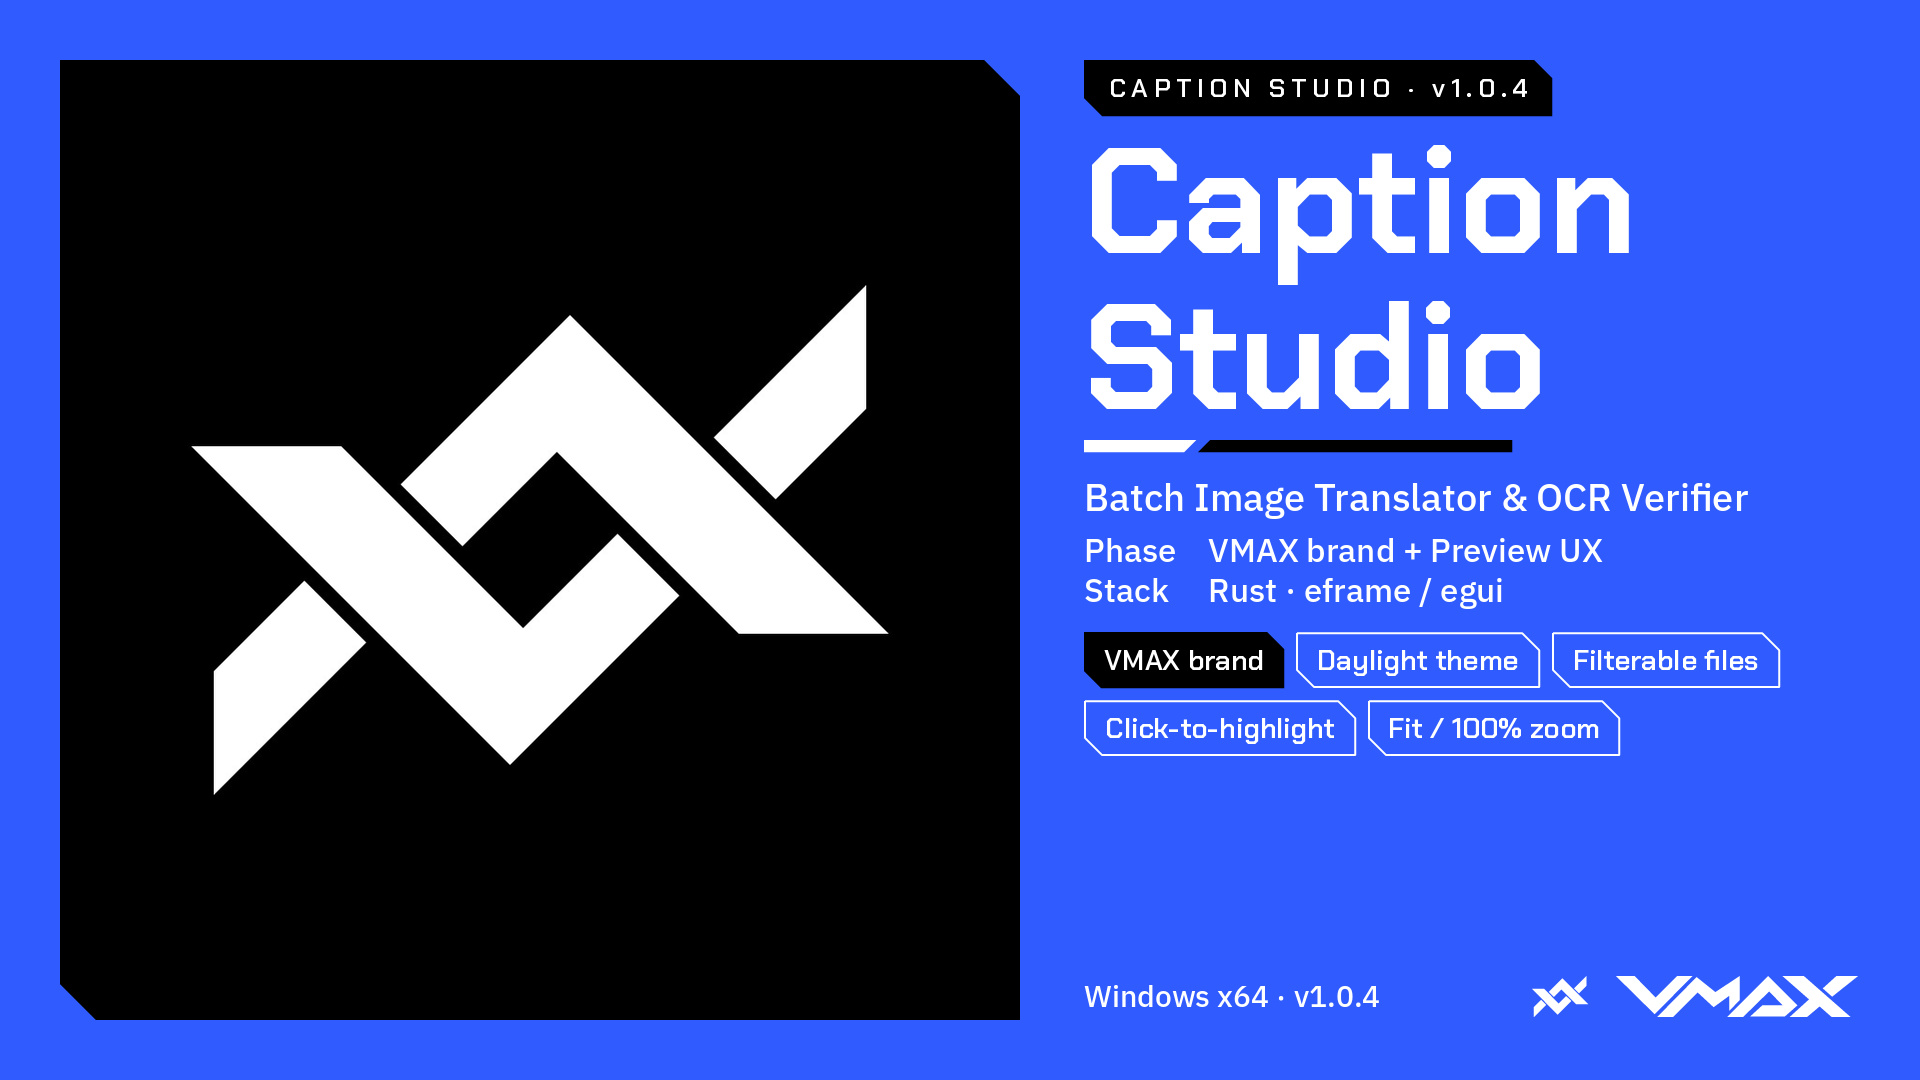 CAPTION STUDIO · v1.0.4
Caption
Studio
Batch Image Translator & OCR Verifier
Phase VMAX brand + Preview UX
Stack Rust · eframe / egui
VMAX brand Daylight theme Filterable files
Click-to-highlight Fit / 100% zoom
Windows x64 · v1.0.4 VMAX